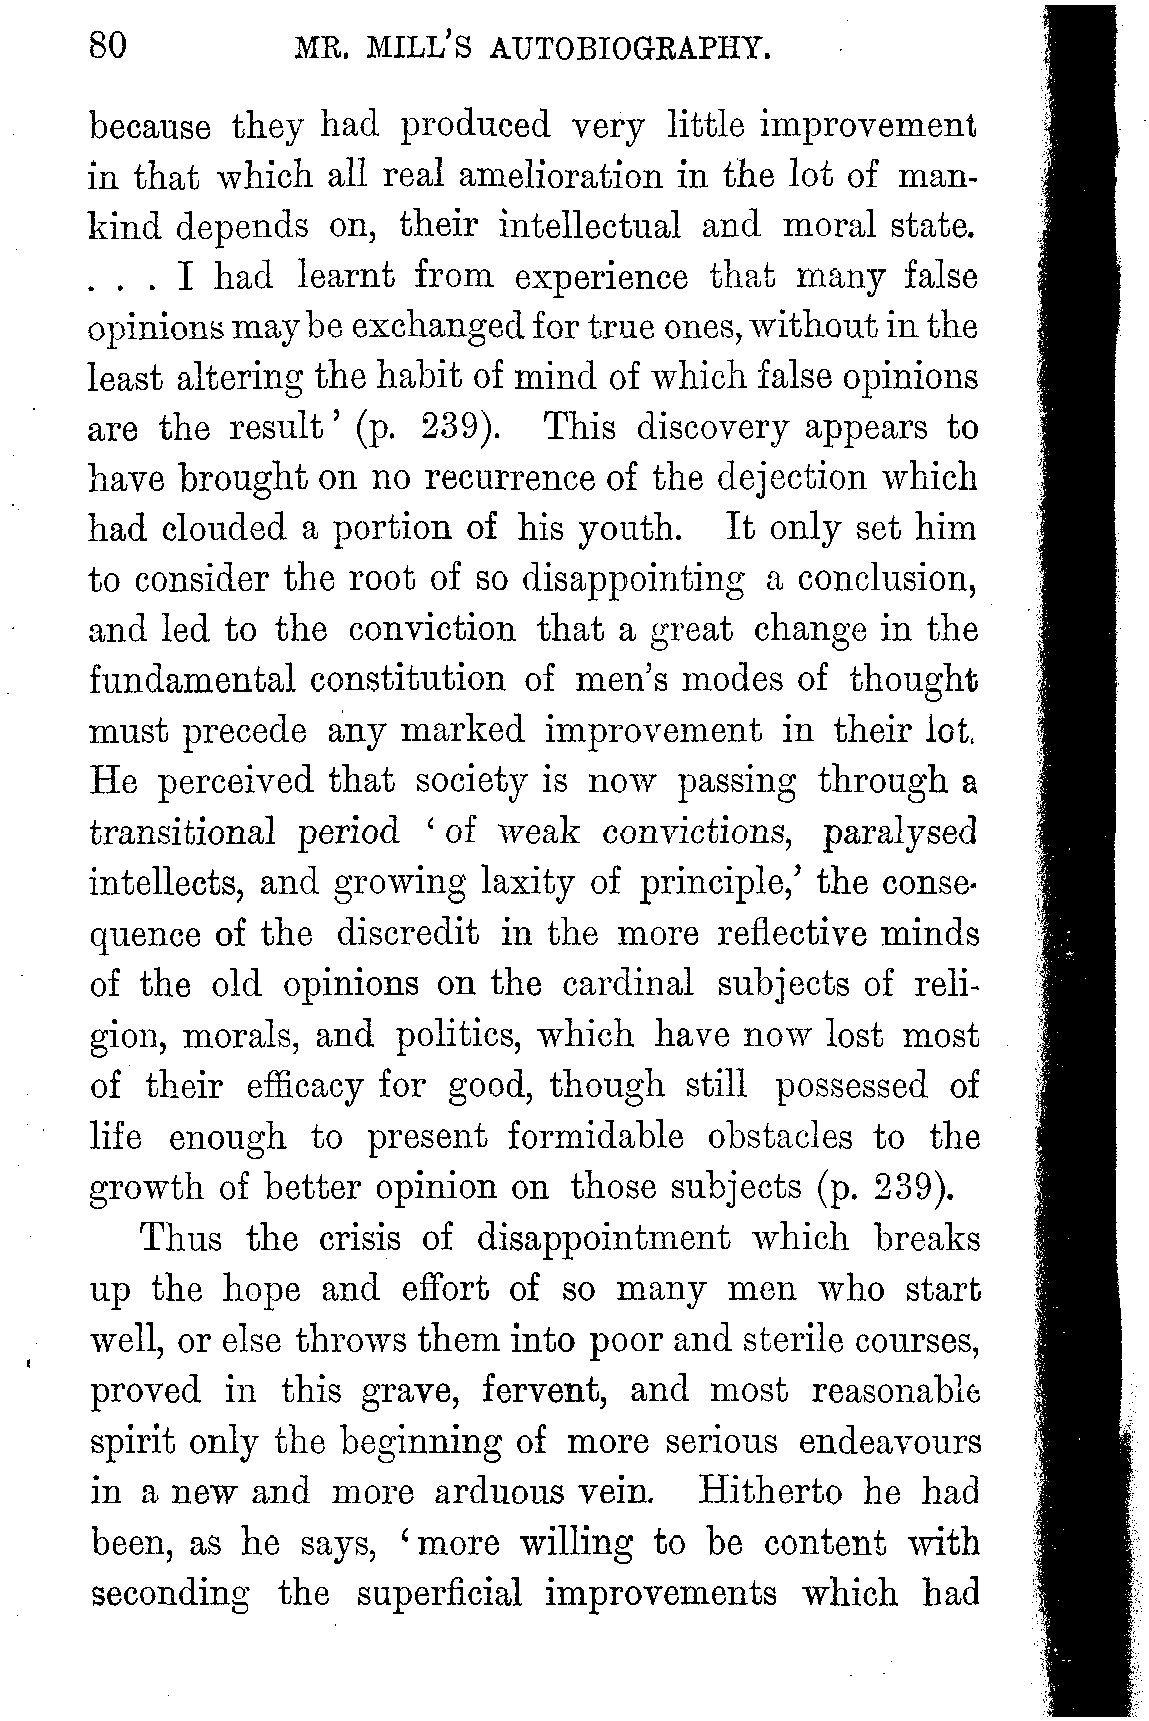 80 MR. MILL'S AUTOBIOGRAPHY.
because they had produced very little improvement
in that which all real amelioration in the lot of man-
kind depends on, their intellectual and moral state.
. . . I had learnt from experience that many false
opinions may be exchanged for true ones, without in the
least altering the habit of mind of which false opinions
are the result' (p. 239). This discovery appears to
have brought on no recurrence of the dejection which
had clouded a portion of his youth. It only set him
to consider the root of so disappointing a conclusion,
and led to the conviction that a great change in the
fundamental constitution of men's modes of thought
must precede any marked improvement in their lot.
He perceived that society is now passing through a
transitional period ‘of weak convictions, paralysed
intellects, and growing laxity of principle,’ the conse-
quence of the discredit in the more reflective minds
of the old opinions on the cardinal subjects of reli-
gion, morals, and politics, which have now lost most
of their efficacy for good, though still possessed of
life enough to present formidable obstacles to the
growth of better opinion on those subjects (p. 239).
Thus the crisis of disappointment which breaks
up the hope and effort of so many men who start
well, or else throws them into poor and sterile courses,
proved in this grave, fervent, and most reasonable
spirit only the beginning of more serious endeavours
in a new and more arduous vein. Hitherto he had
been, as he says, ‘more willing to be content with
seconding the superficial improvements which had